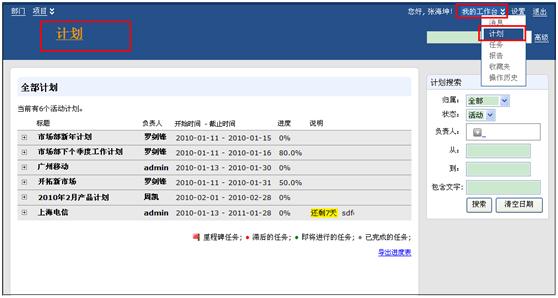 部门 项目 您好, 张海坤! 我的工作台 设置 退出
计划
消息
计划
任务
报告
收藏夹
操作历史
高级
全部计划
当前有6个活动计划。
标题 负责人 开始时间 - 截止时间 进度 说明
市场部新年计划 罗剑锋 2010-01-11 - 2010-01-15 0%
市场部下个季度工作计划 罗剑锋 2010-01-11 - 2010-01-16 80.0%
广州移动 admin 2010-01-13 - 2010-01-30 0%
开拓新市场 罗剑锋 2010-01-11 - 2010-01-31 50.0%
2010年2月产品计划 周凯 2010-02-01 - 2010-02-28 0%
上海电信 admin 2010-01-13 - 2011-01-28 0% 还剩7天 sdf
里程碑任务; 滞后的任务; 即将进行的任务; 已完成的任务;
导出进度表
计划搜索
归属: 全部
状态: 活动
负责人:
从:
到:
包含文字:
搜索 清空日期